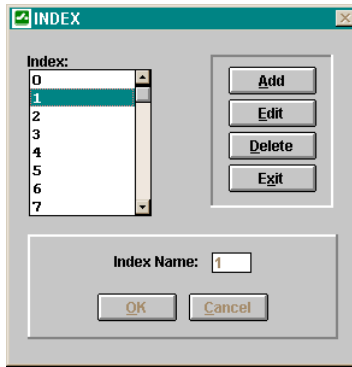 INDEX
Index:
0
1
2
3
4
5
6
7
Add
Edit
Delete
Exit
Index Name: 1
OK Cancel